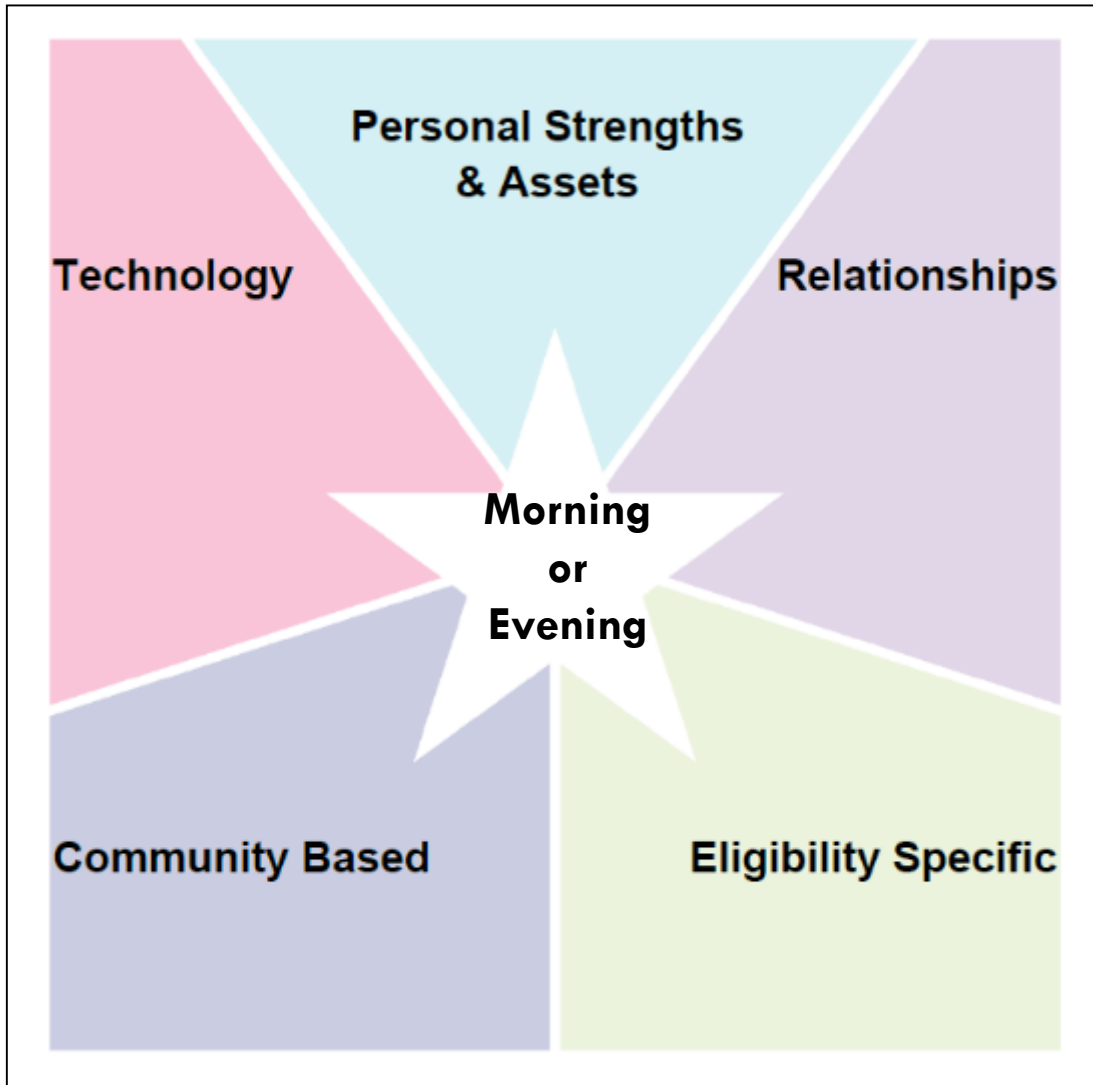 Personal Strengths
& Assets
Technology
Relationships
Morning
or
Evening
Community Based
Eligibility Specific